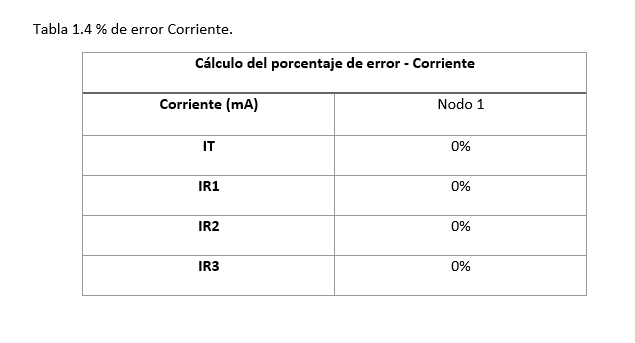 Tabla 1.4 % de error Corriente.
Cálculo del porcentaje de error - Corriente
Corriente (mA) Nodo 1
IT 0%
IR1 0%
IR2 0%
IR3 0%